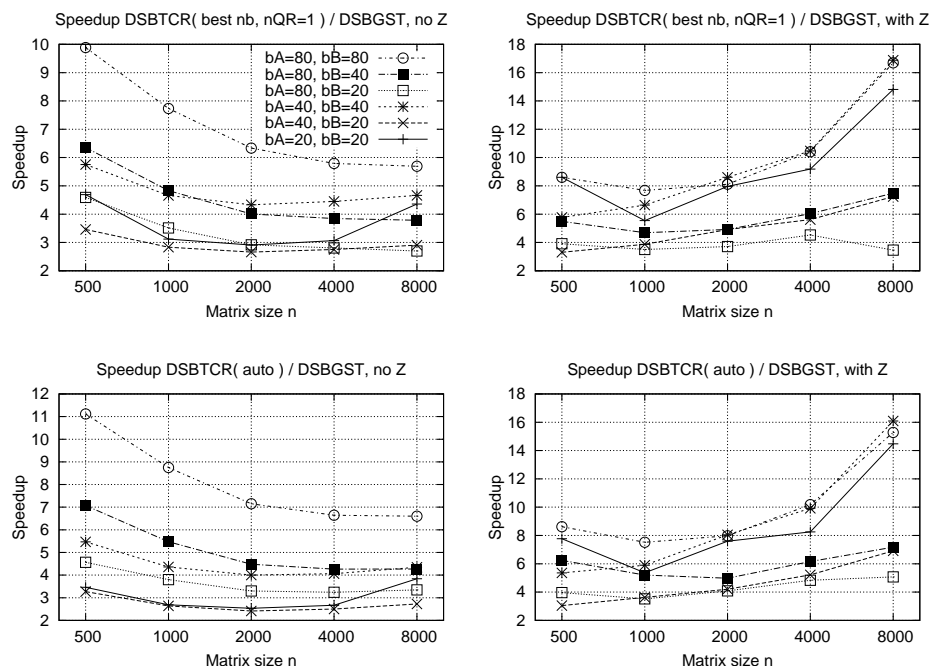 Speedup DSBTCR( best nb, nQR=1 ) / DSBGST, no Z
10
9
8
7
6
5
4
3
2
Speedup
bA=80, bB=80
bA=80, bB=40
bA=80, bB=20
bA=40, bB=40
bA=40, bB=20
bA=20, bB=20
500 1000 2000 4000 8000
Matrix size n
Speedup DSBTCR( best nb, nQR=1) / DSBGST, with Z
18
16
14
12
10
8
6
4
2
Speedup
500 1000 2000 4000 8000
Matrix size n
Speedup DSBTCR( auto ) / DSBGST, no Z
12
11
10
9
8
7
6
5
4
3
2
Speedup
500 1000 2000 4000 8000
Matrix size n
Speedup DSBTCR( auto ) / DSBGST, with Z
18
16
14
12
10
8
6
4
2
Speedup
500 1000 2000 4000 8000
Matrix size n